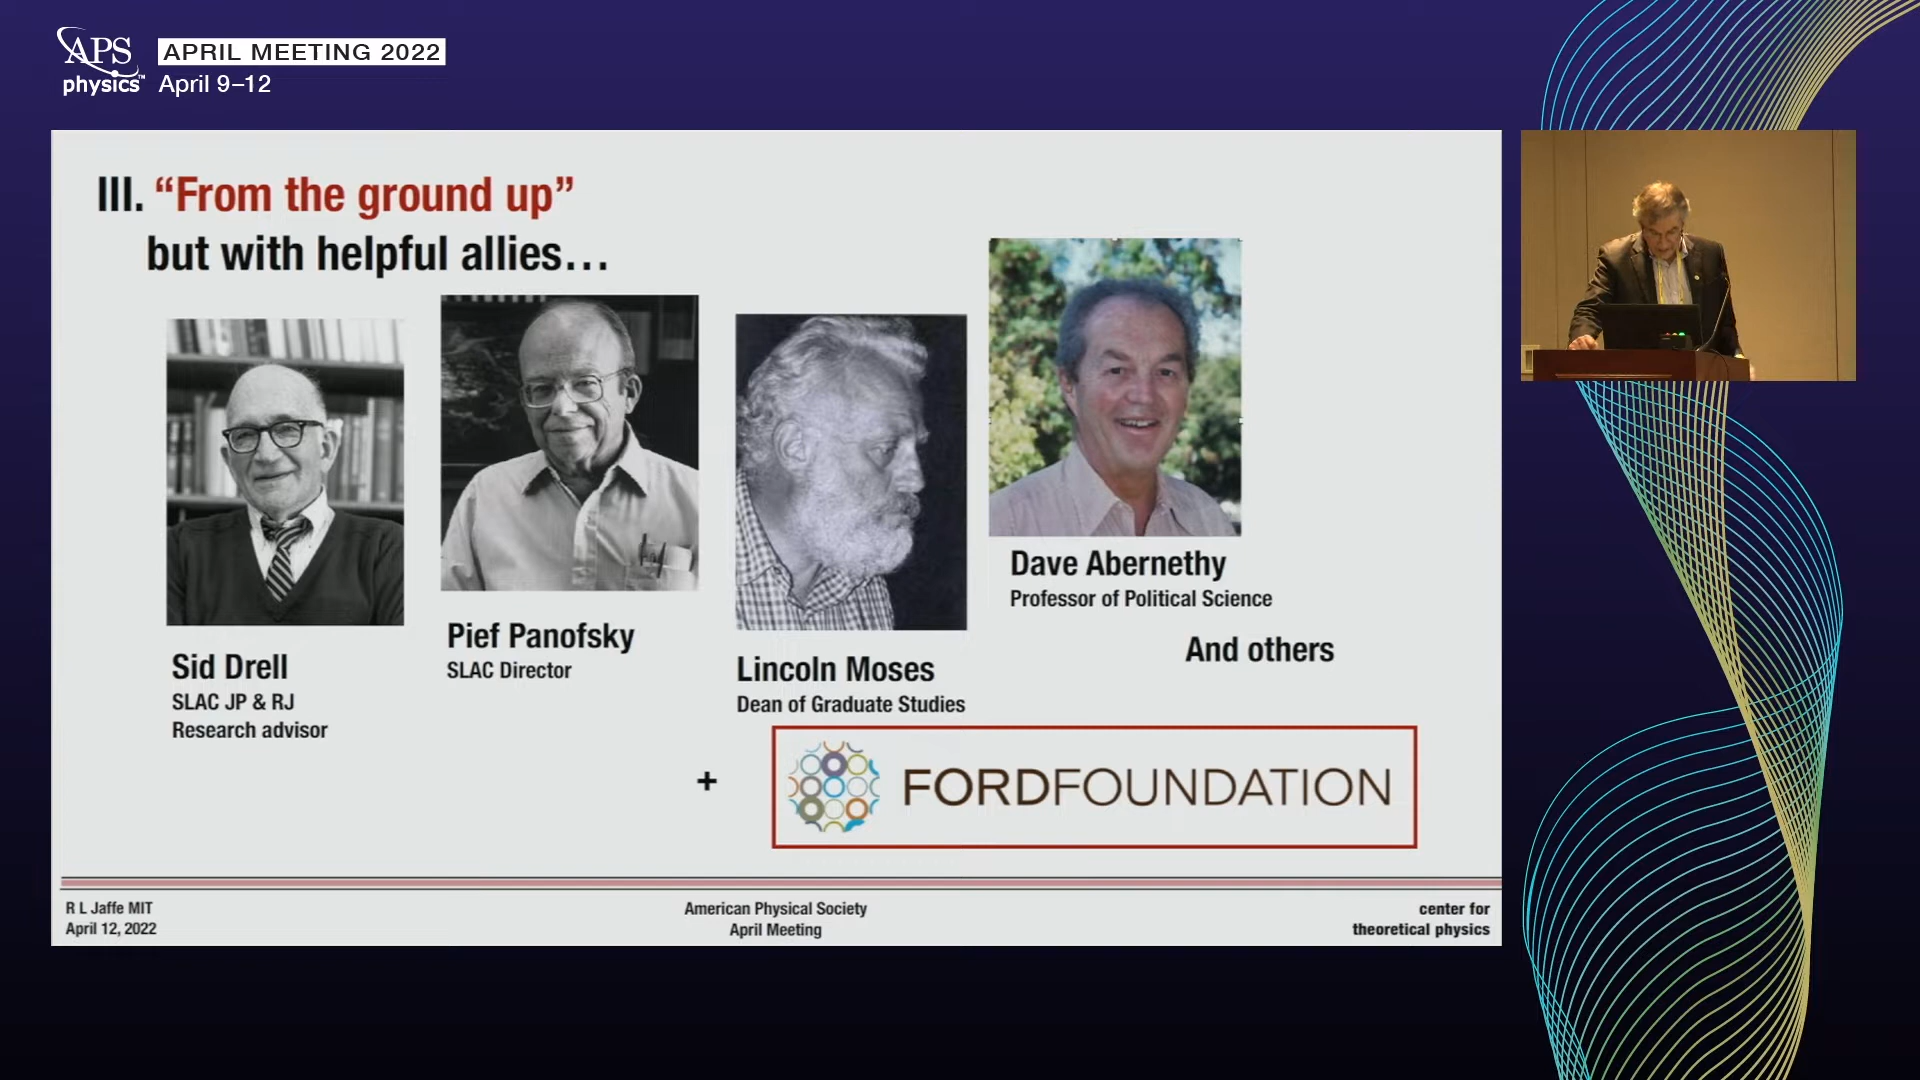 APS
physics™
APRIL MEETING 2022
April 9–12
III. “From the ground up”
but with helpful allies…
Sid Drell
SLAC JP & RJ
Research advisor
Pief Panofsky
SLAC Director
Lincoln Moses
Dean of Graduate Studies
Dave Abernethy
Professor of Political Science
And others
+
FORDFOUNDATION
R L Jaffe MIT
April 12, 2022
American Physical Society
April Meeting
center for
theoretical physics